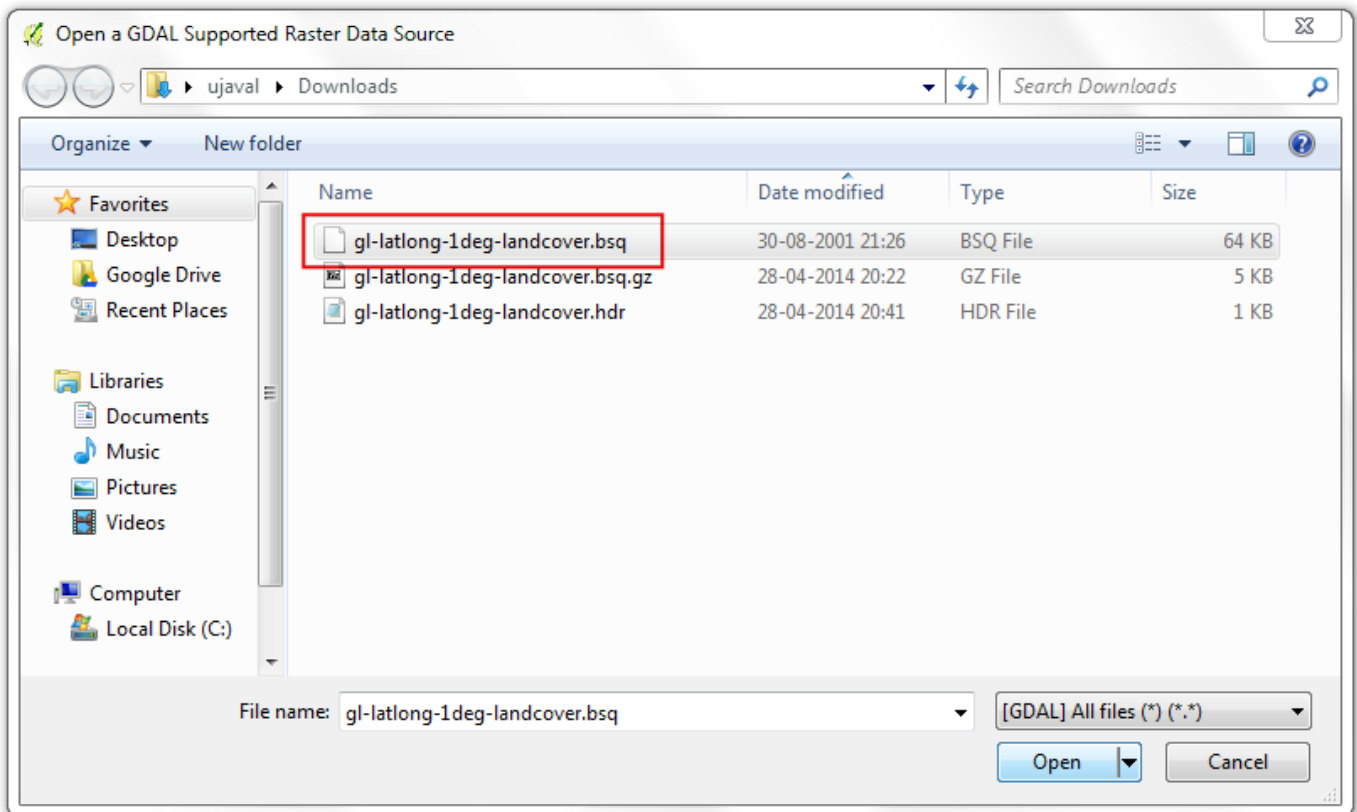 Open a GDAL Supported Raster Data Source
ujaval Downloads Search Downloads
Organize New folder
Name Date modified Type Size
Favorites
Desktop
Google Drive
Recent Places
Libraries
Documents
Music
Pictures
Videos
Computer
Local Disk (C:)
gl-latlong-1deg-landcover.bsq 30-08-2001 21:26 BSQ File 64 KB
gl-latlong-1deg-landcover.bsq.gz 28-04-2014 20:22 GZ File 5 KB
gl-latlong-1deg-landcover.hdr 28-04-2014 20:41 HDR File 1 KB
File name: gl-latlong-1deg-landcover.bsq [GDAL] All files (*) (*.*)
Open Cancel